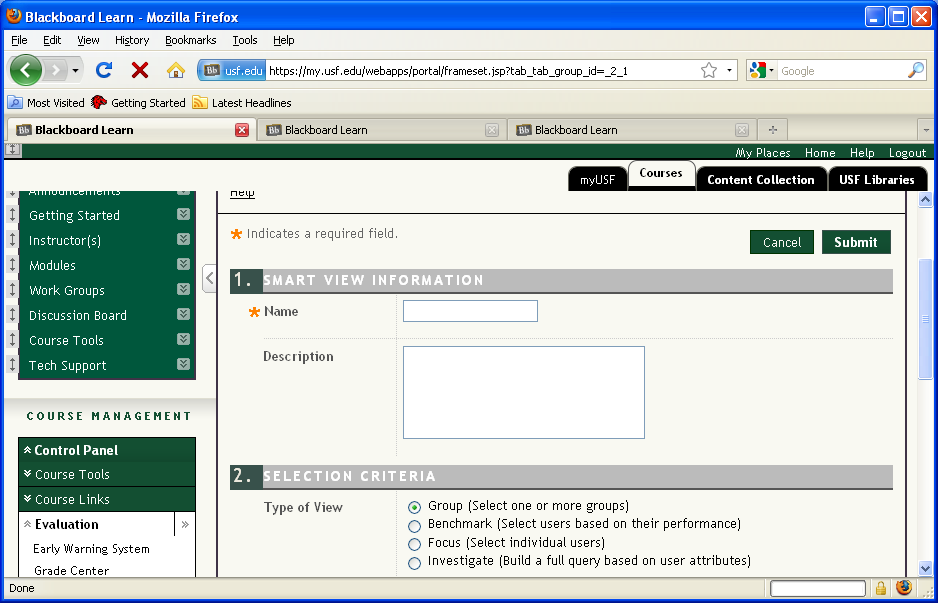 Blackboard Learn - Mozilla Firefox
File Edit View History Bookmarks Tools Help
usf.edu https://my.usf.edu/webapps/portal/frameset.jsp?tab_tab_group_id=_2_1 Google
Most Visited Getting Started Latest Headlines
Blackboard Learn Blackboard Learn Blackboard Learn
My Places Home Help Logout
myUSF Courses Content Collection USF Libraries
Announcements
Getting Started
Instructor(s)
Modules
Work Groups
Discussion Board
Course Tools
Tech Support
COURSE MANAGEMENT
Control Panel
Course Tools
Course Links
Evaluation
Early Warning System
Grade Center
Help
Indicates a required field.
Cancel Submit
1. SMART VIEW INFORMATION
Name
Description
2. SELECTION CRITERIA
Type of View
Group (Select one or more groups)
Benchmark (Select users based on their performance)
Focus (Select individual users)
Investigate (Build a full query based on user attributes)
Done